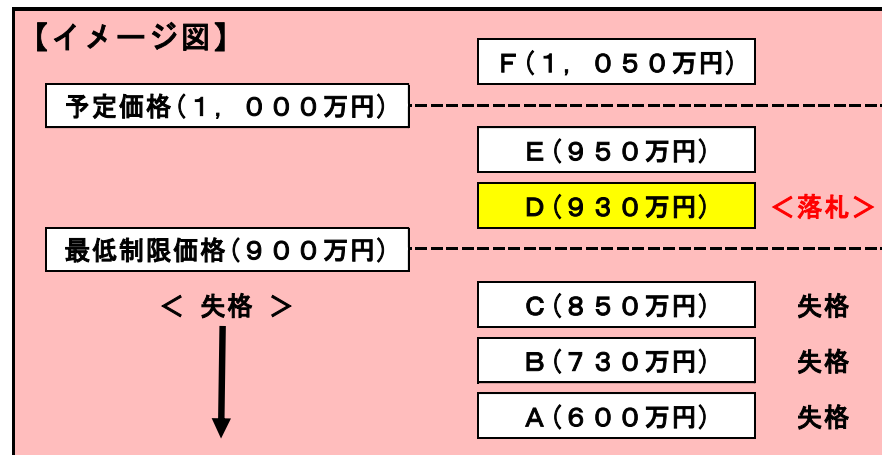 【イメージ図】
F(1,050万円)
予定価格(1,000万円)
E(950万円)
D(930万円) <落札>
最低制限価格(900万円)
< 失格 > C(850万円) 失格
B(730万円) 失格
A(600万円) 失格